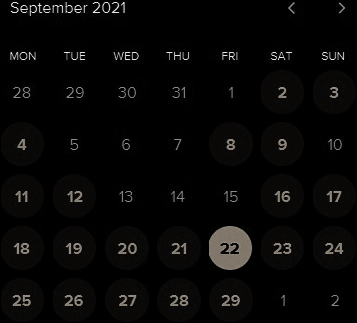 September 2021
MON TUE WED THU FRI SAT SUN
28 29 30 31 1 2 3
4 5 6 7 8 9 10
11 12 13 14 15 16 17
18 19 20 21 22 23 24
25 26 27 28 29 1 2